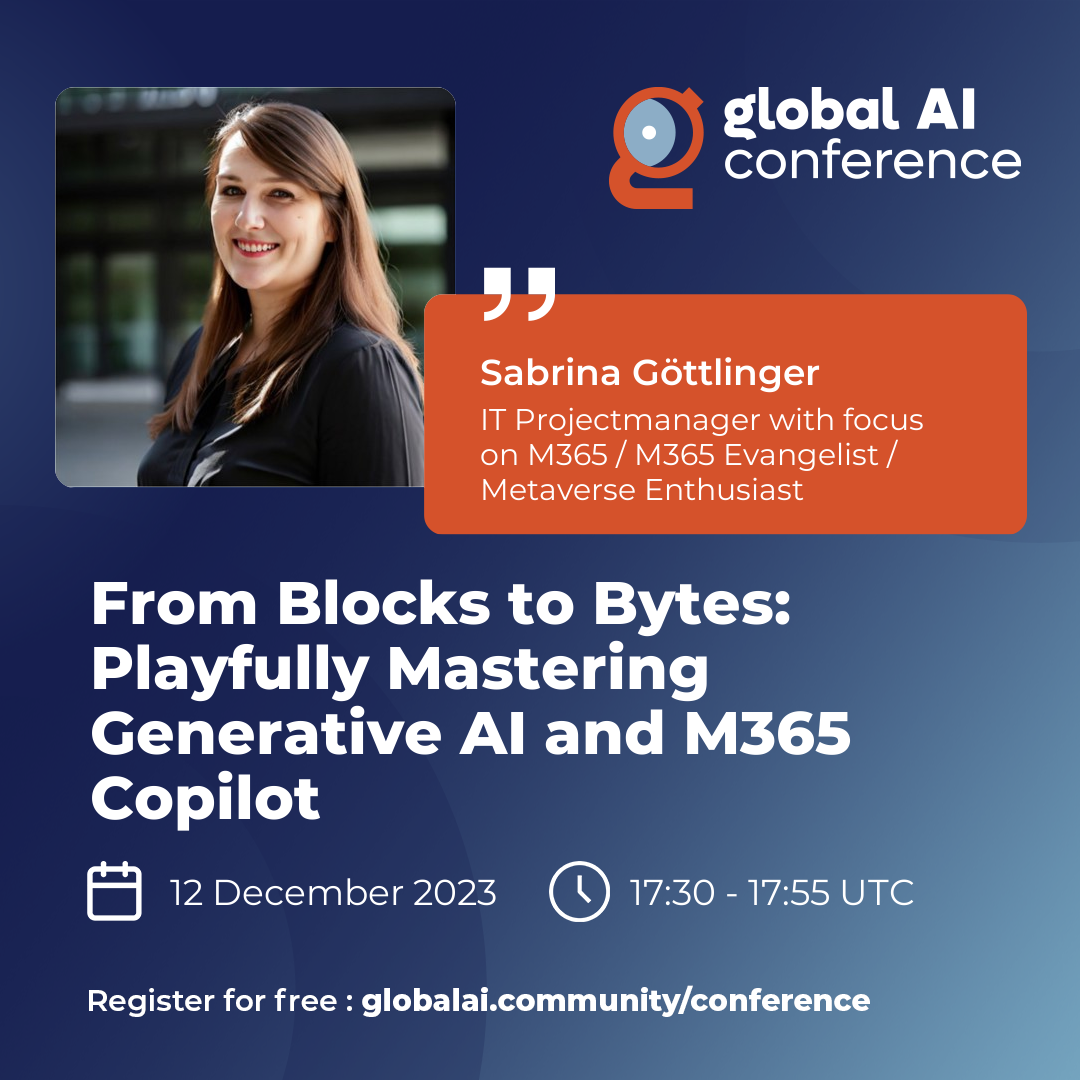 global AI
conference
Sabrina Göttlinger
IT Projectmanager with focus
on M365 / M365 Evangelist /
Metaverse Enthusiast
From Blocks to Bytes:
Playfully Mastering
Generative AI and M365
Copilot
12 December 2023
17:30 - 17:55 UTC
Register for free : globalai.community/conference